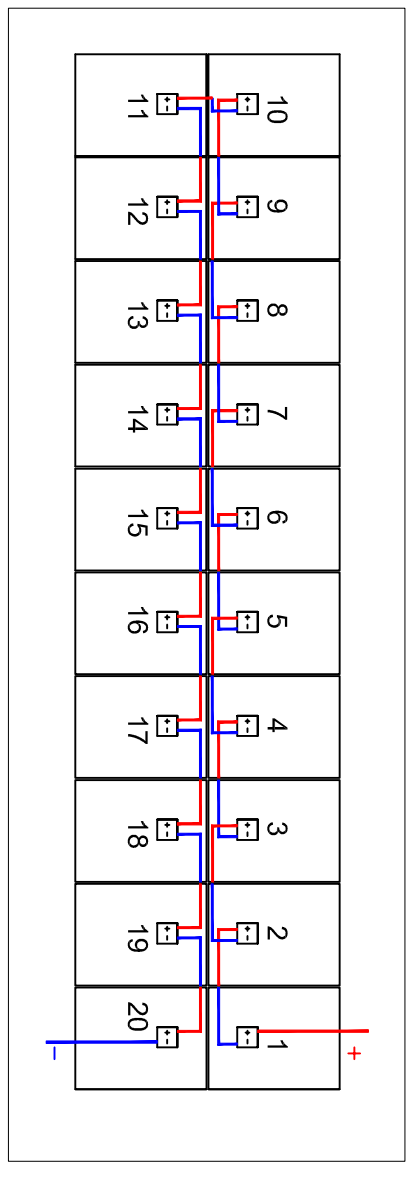 +
10 9 8 7 6 5 4 3 2 1
+ - + - + - + - + - + - + - + - + - + -
+ - + - + - + - + - + - + - + - + - + -
11 12 13 14 15 16 17 18 19 20
−